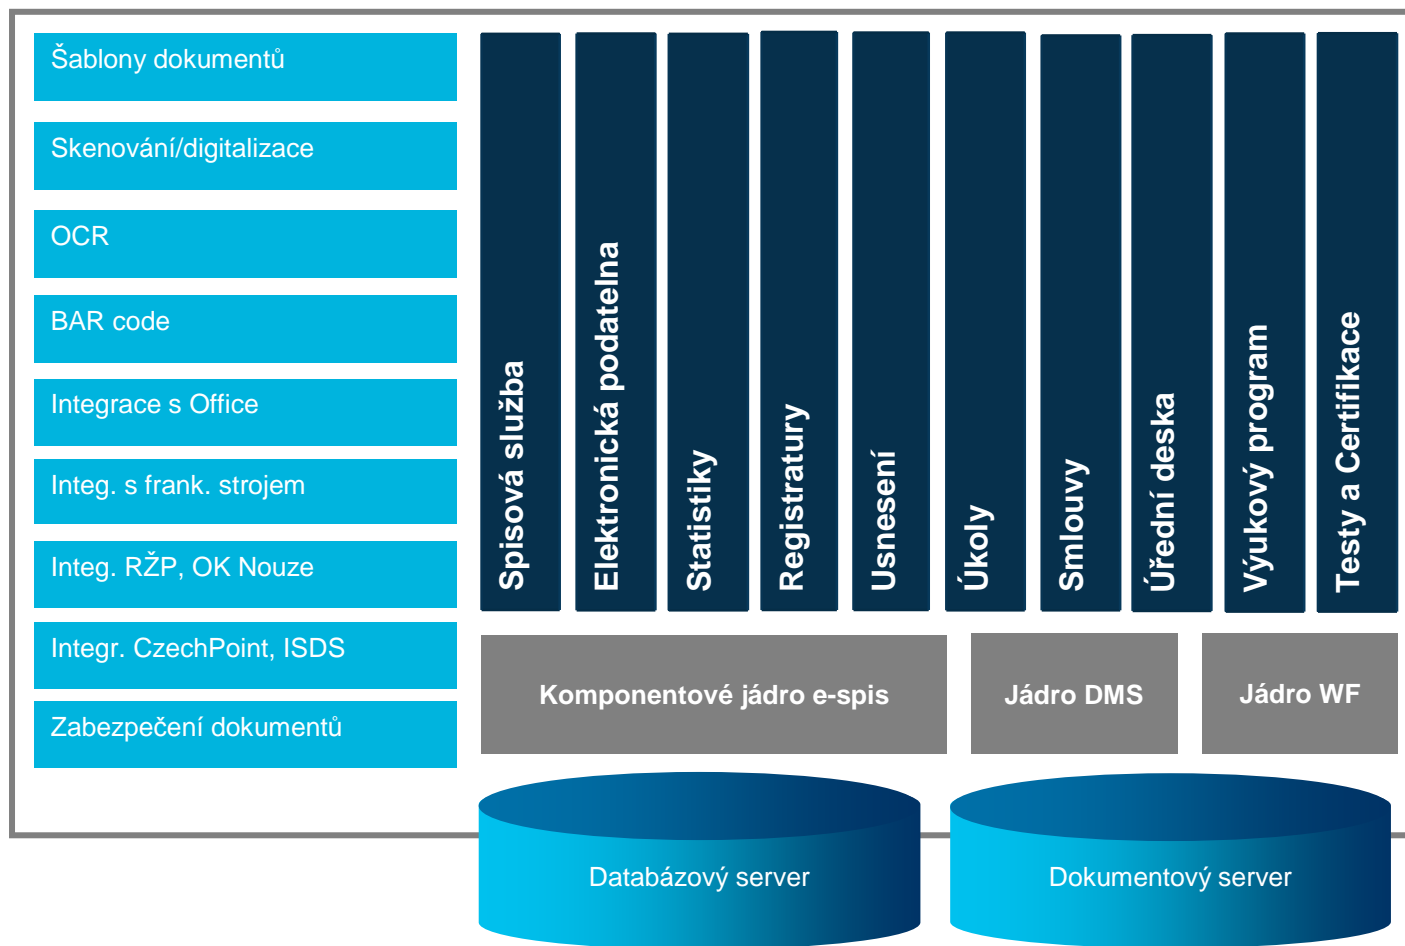 Šablony dokumentů
Skenování/digitalizace
OCR
BAR code
Integrace s Office
Integ. s frank. strojem
Integ. RŽP, OK Nouze
Integr. CzechPoint, ISDS
Zabezpečení dokumentů
Spisová služba
Elektronická podatelna
Statistiky
Registratury
Usnesení
Úkoly
Smlouvy
Úřední deska
Výukový program
Testy a Certifikace
Komponentové jádro e-spis
Jádro DMS
Jádro WF
Databázový server
Dokumentový server